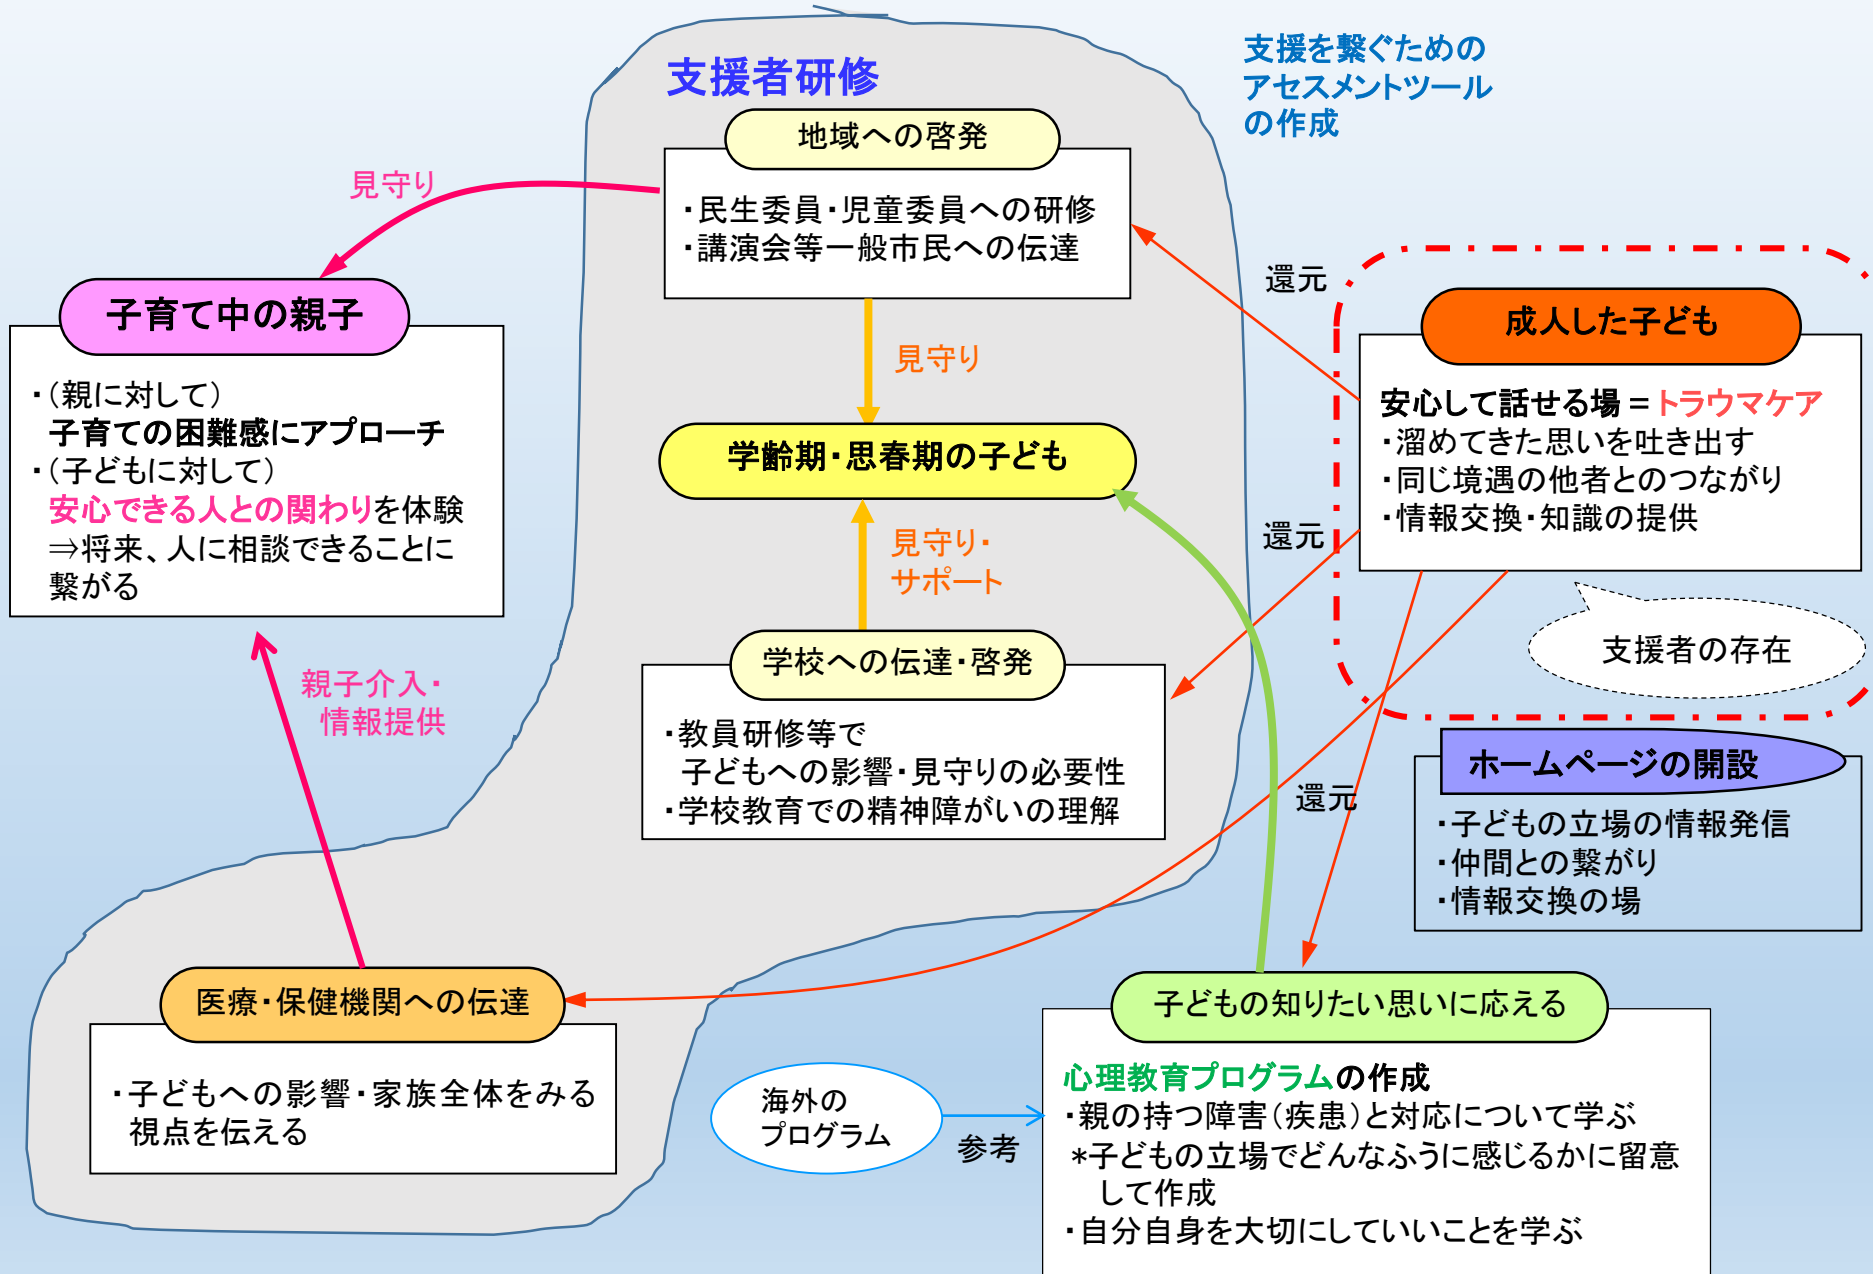 支援者研修
支援を繋ぐための
アセスメントツール
の作成
地域への啓発
・民生委員・児童委員への研修
・講演会等一般市民への伝達
見守り
子育て中の親子
・（親に対して）
子育ての困難感にアプローチ
・（子どもに対して）
安心できる人との関わりを体験
⇒将来、人に相談できることに
繋がる
見守り
還元
成人した子ども
安心して話せる場＝トラウマケア
・溜めてきた思いを吐き出す
・同じ境遇の他者とのつながり
・情報交換・知識の提供
学齢期・思春期の子ども
見守り・
サポート
還元
支援者の存在
学校への伝達・啓発
・教員研修等で
子どもへの影響・見守りの必要性
・学校教育での精神障がいの理解
親子介入・
情報提供
ホームページの開設
・子どもの立場の情報発信
・仲間との繋がり
・情報交換の場
還元
医療・保健機関への伝達
・子どもへの影響・家族全体をみる
視点を伝える
海外の
プログラム
参考
子どもの知りたい思いに応える
心理教育プログラムの作成
・親の持つ障害（疾患）と対応について学ぶ
*子どもの立場でどんなふうに感じるかに留意
して作成
・自分自身を大切にしていいことを学ぶ